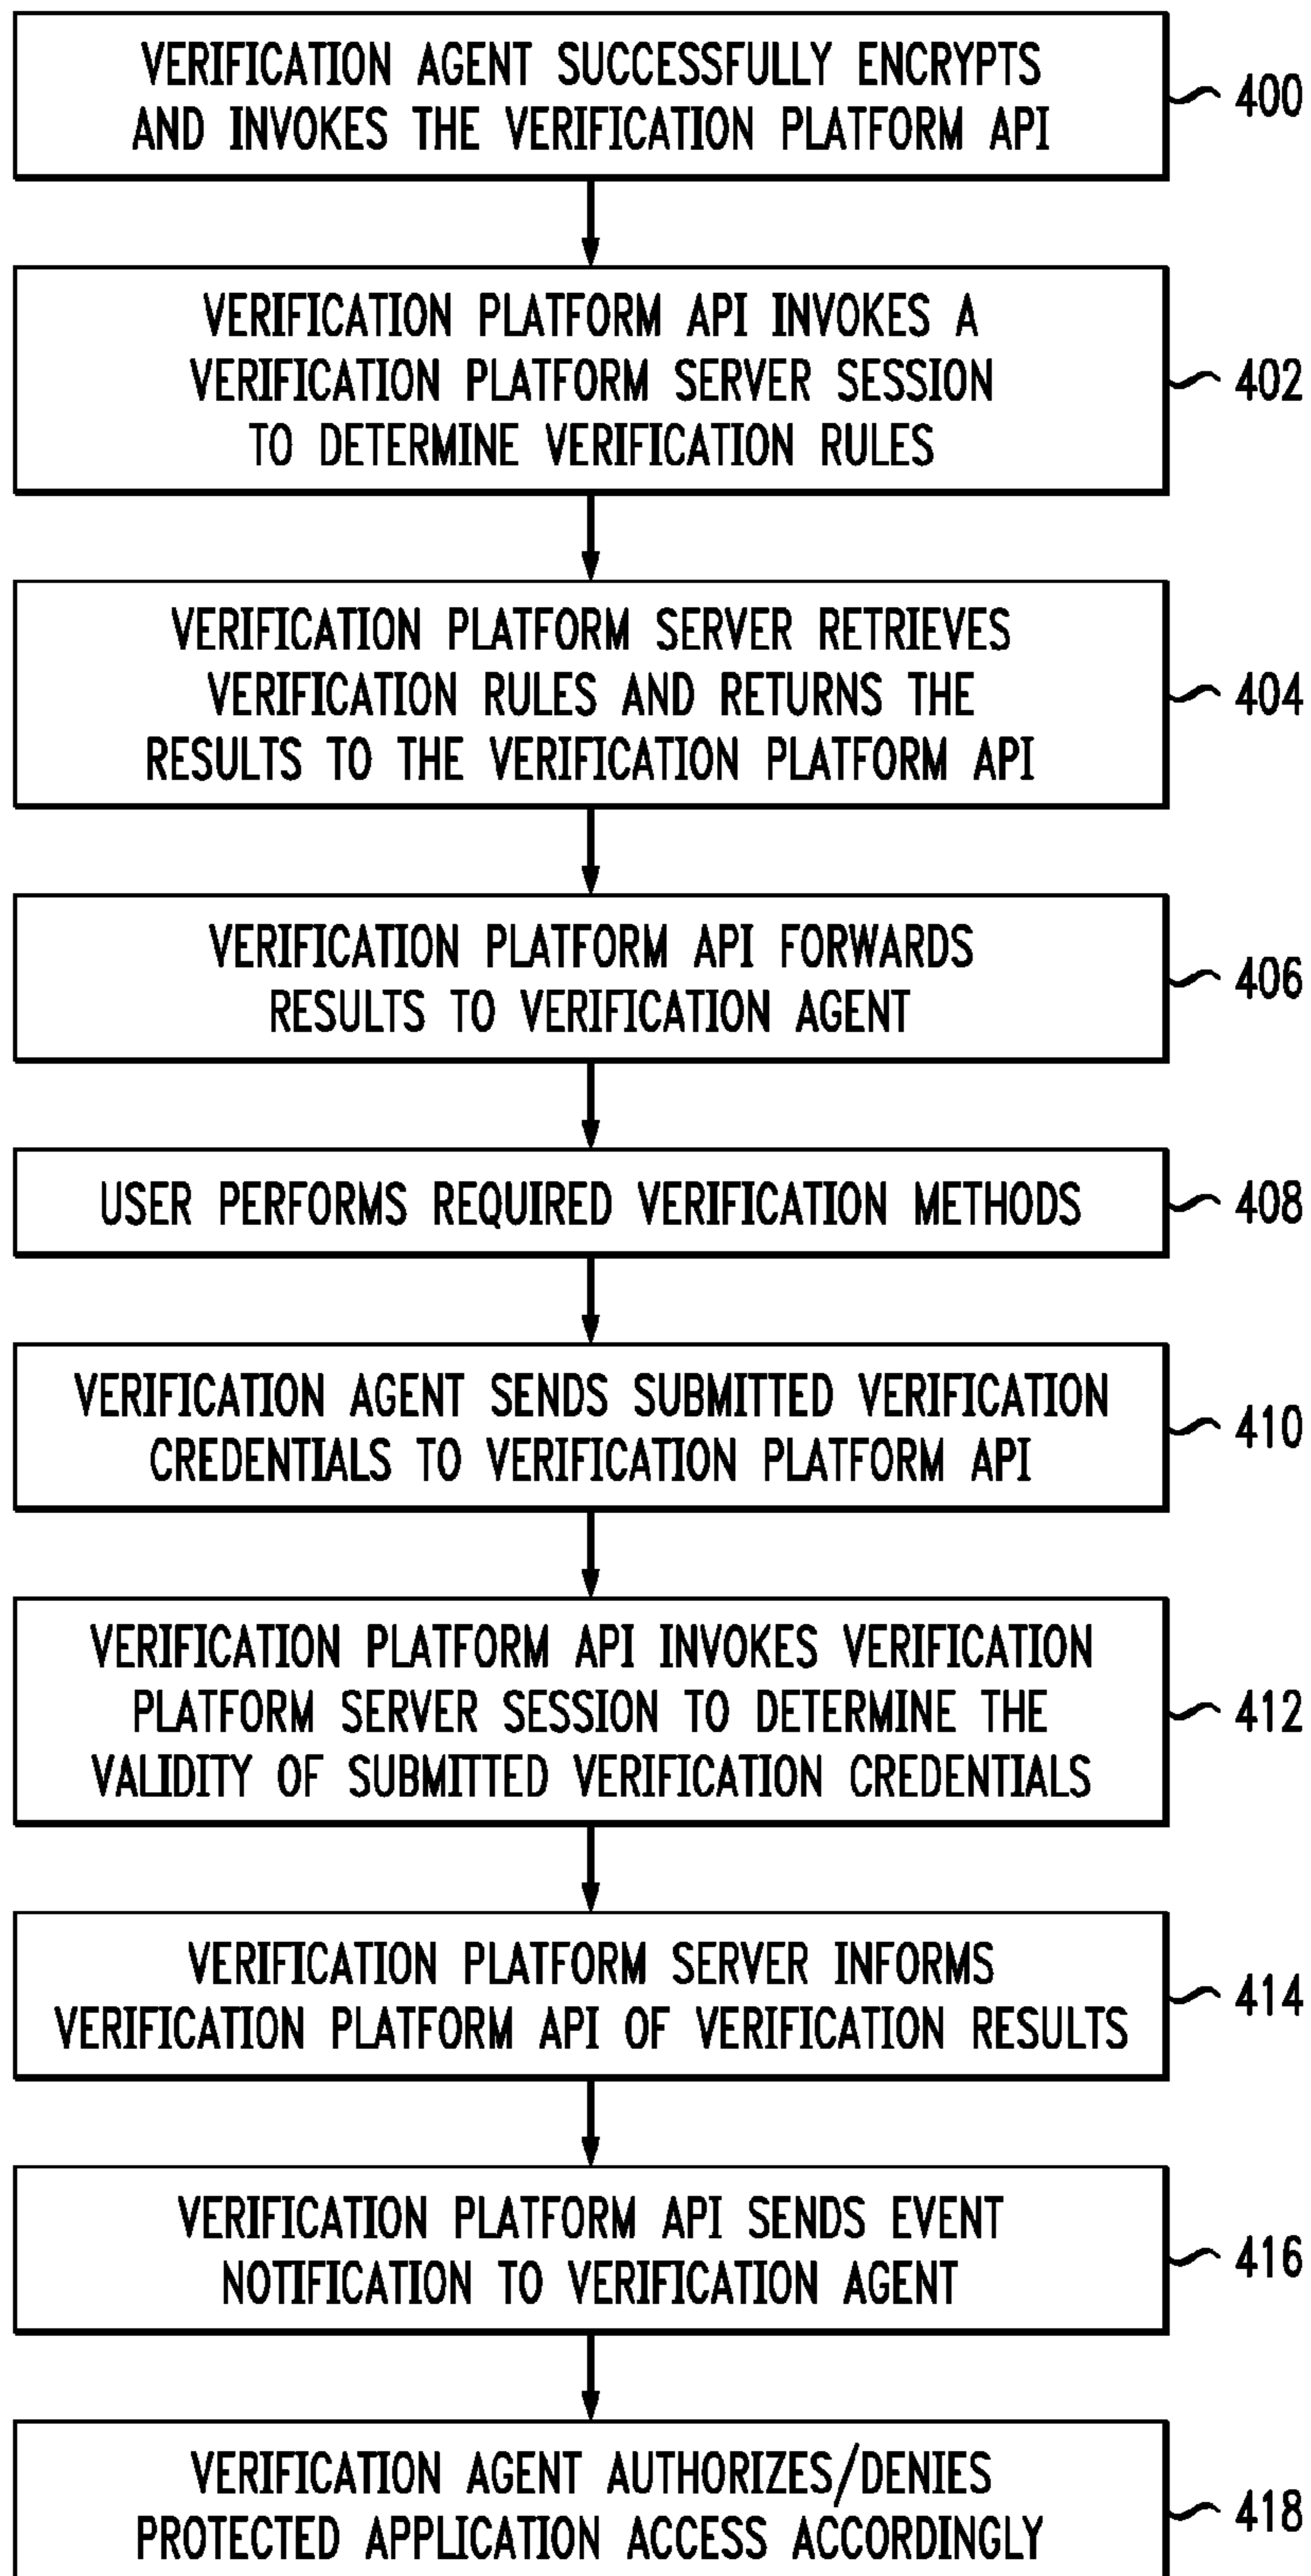 VERIFICATION AGENT SUCCESSFULLY ENCRYPTS
AND INVOKES THE VERIFICATION PLATFORM API
400
VERIFICATION PLATFORM API INVOKES A
VERIFICATION PLATFORM SERVER SESSION
TO DETERMINE VERIFICATION RULES
402
VERIFICATION PLATFORM SERVER RETRIEVES
VERIFICATION RULES AND RETURNS THE
RESULTS TO THE VERIFICATION PLATFORM API
404
VERIFICATION PLATFORM API FORWARDS
RESULTS TO VERIFICATION AGENT
406
USER PERFORMS REQUIRED VERIFICATION METHODS
408
VERIFICATION AGENT SENDS SUBMITTED VERIFICATION
CREDENTIALS TO VERIFICATION PLATFORM API
410
VERIFICATION PLATFORM API INVOKES VERIFICATION
PLATFORM SERVER SESSION TO DETERMINE THE
VALIDITY OF SUBMITTED VERIFICATION CREDENTIALS
412
VERIFICATION PLATFORM SERVER INFORMS
VERIFICATION PLATFORM API OF VERIFICATION RESULTS
414
VERIFICATION PLATFORM API SENDS EVENT
NOTIFICATION TO VERIFICATION AGENT
416
VERIFICATION AGENT AUTHORIZES/DENIES
PROTECTED APPLICATION ACCESS ACCORDINGLY
418